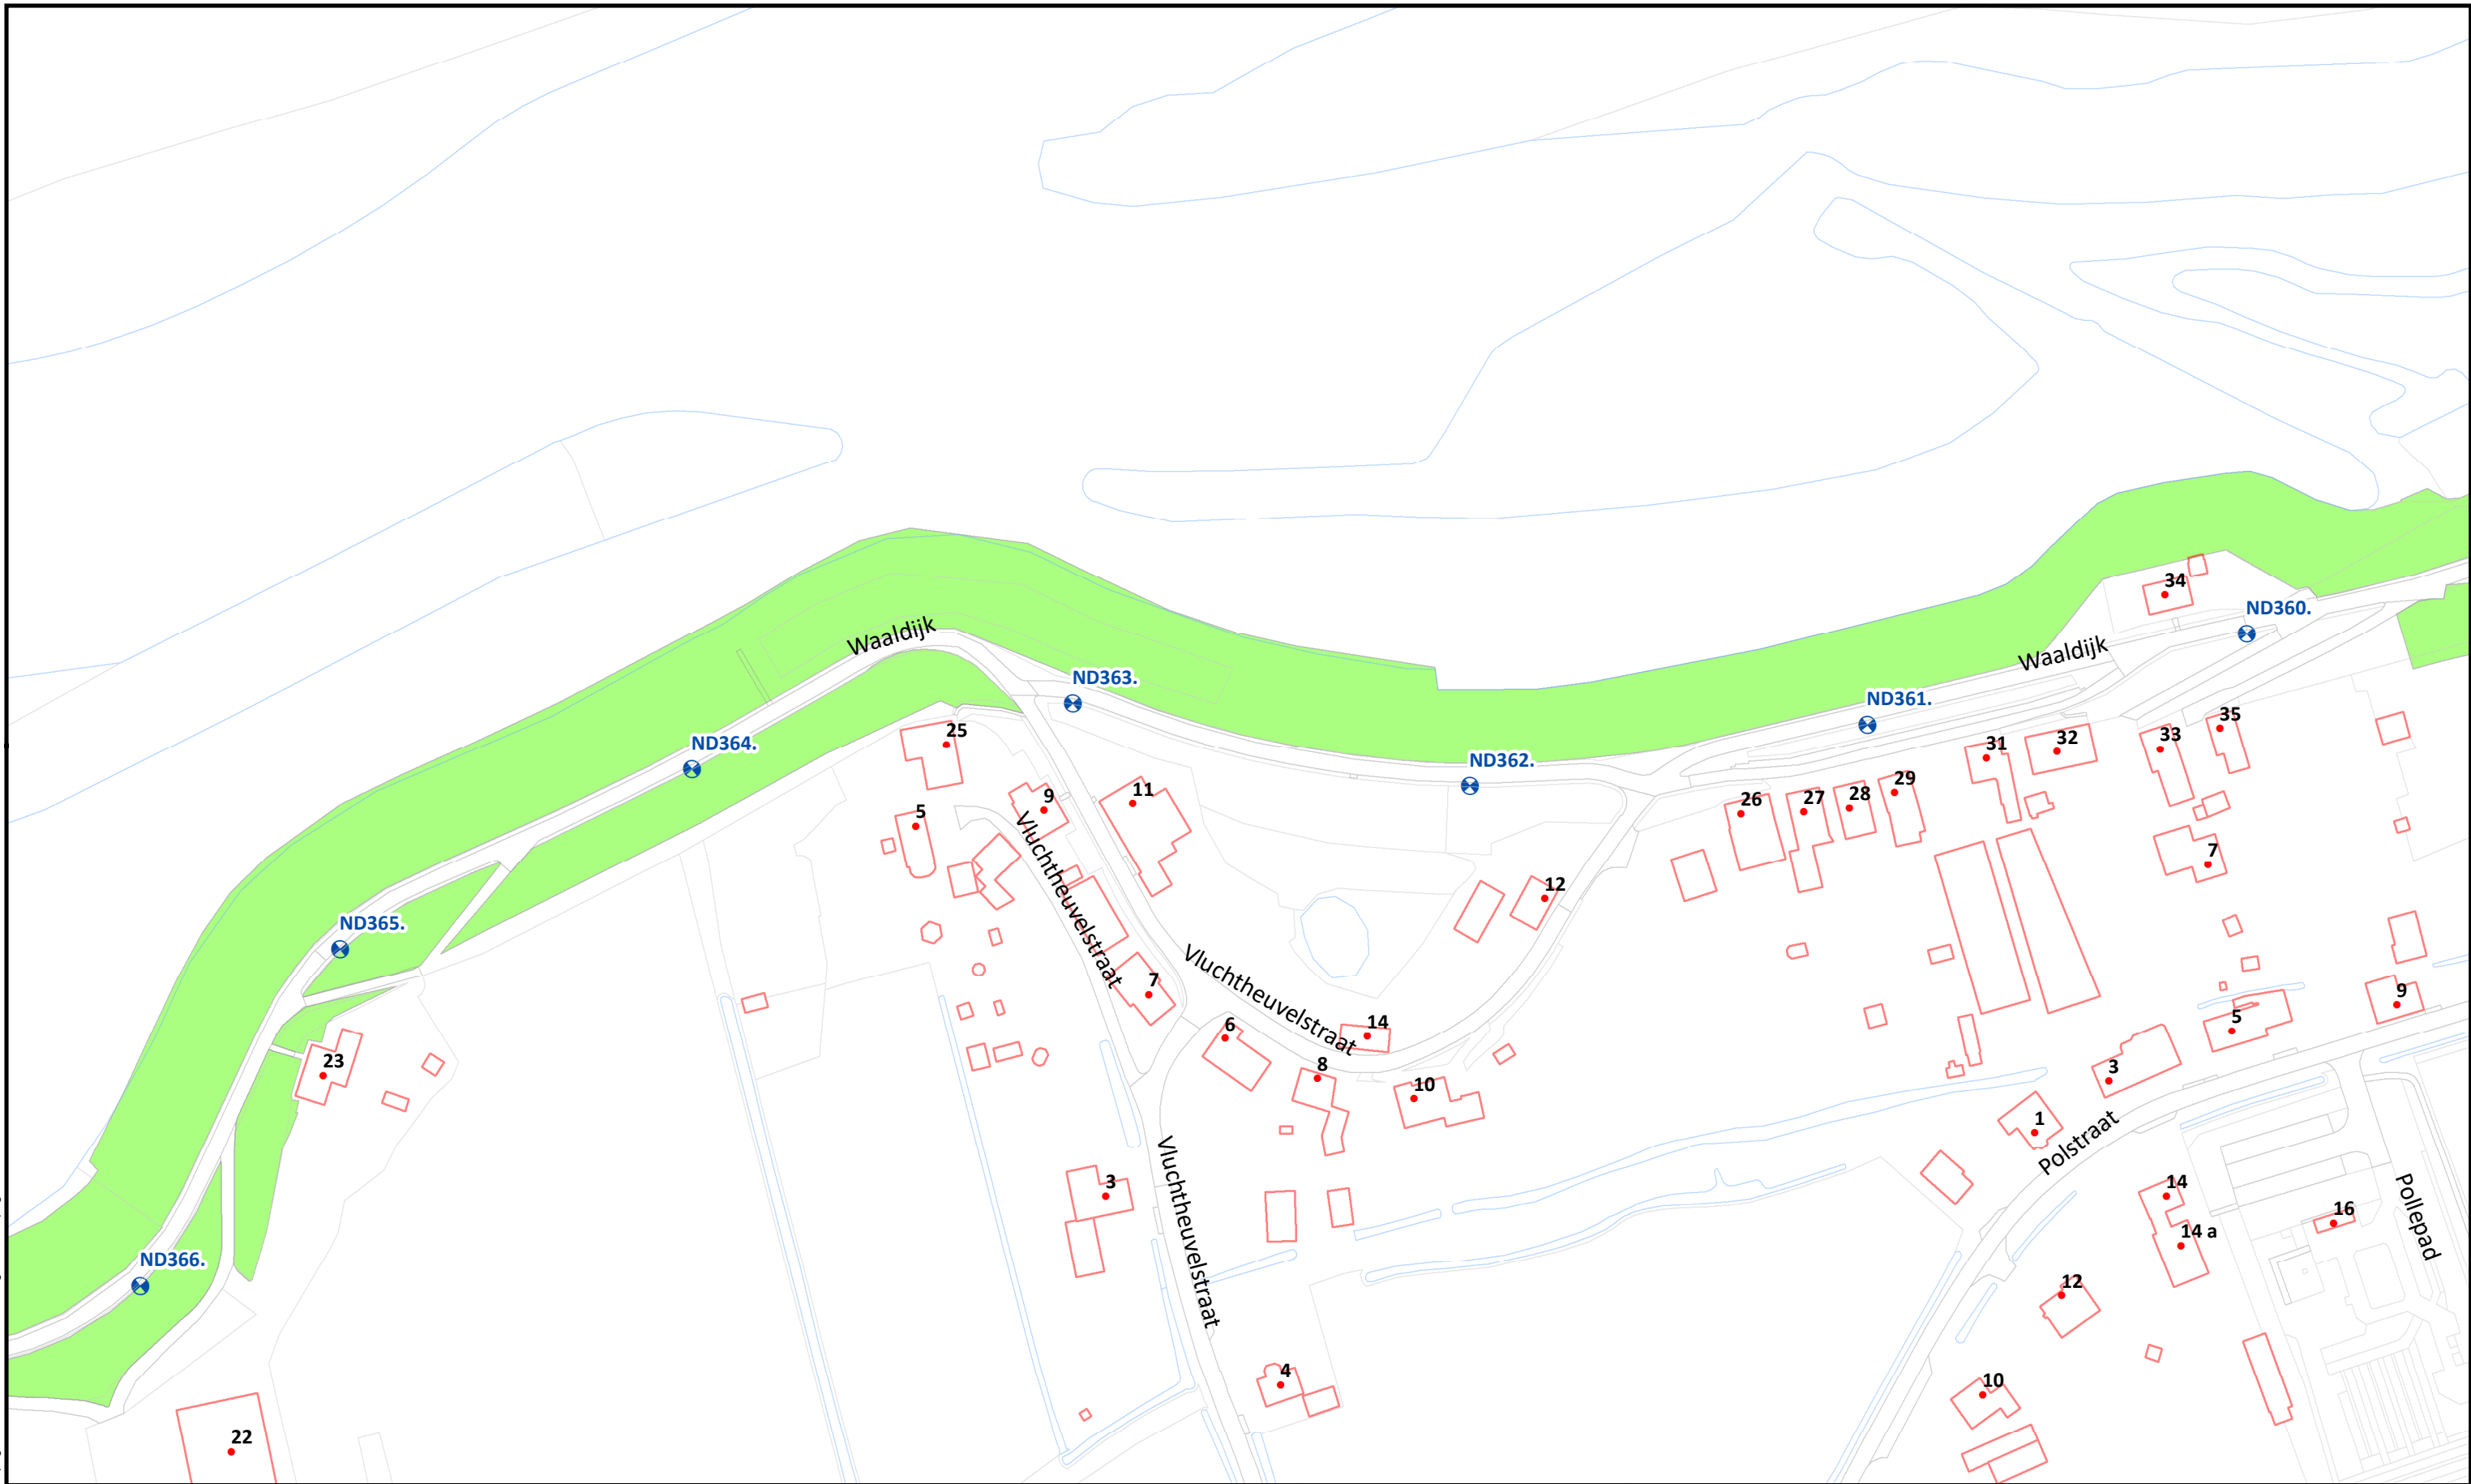 34
ND360.
Waaldijk
Waaldijk
ND363.
ND361.
35
25
33
ND364.
31
32
ND362.
29
11
9
26
27
28
5
7
12
Vluchtheuvelstraat
ND365.
Vluchtheuvelstraat
7
9
14
6
5
23
8
3
10
1
Polstraat
3
14
Pollepad
16
14 a
Vluchtheuvelstraat
ND366.
12
4
10
22